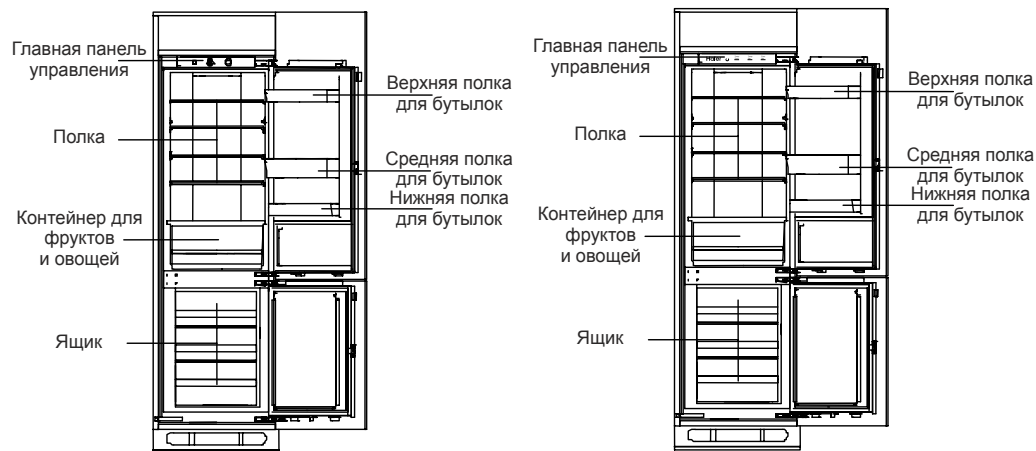 Главная панель
управления
Верхняя полка
для бутылок
Полка
Средняя полка
для бутылок
Нижняя полка
для бутылок
Контейнер для
фруктов
и овощей
Ящик
Главная панель
управления
Haier
Верхняя полка
для бутылок
Полка
Средняя полка
для бутылок
Нижняя полка
для бутылок
Контейнер для
фруктов
и овощей
Ящик